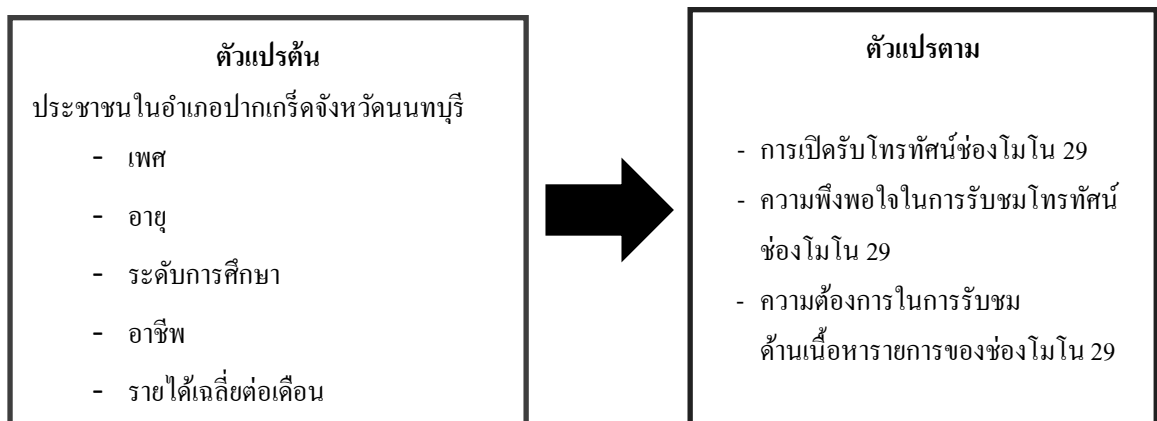 ตัวแปรต้น
ประชาชนในอำเภอปากเกร็ดจังหวัดนนทบุรี
- เพศ
- อายุ
- ระดับการศึกษา
- อาชีพ
- รายได้เฉลี่ยต่อเดือน
ตัวแปรตาม
- การเปิดรับโทรทัศน์ช่องโมโน 29
- ความพึงพอใจในการรับชมโทรทัศน์
ช่องโมโน 29
- ความต้องการในการรับชม
ด้านเนื้อหารายการของช่องโมโน 29